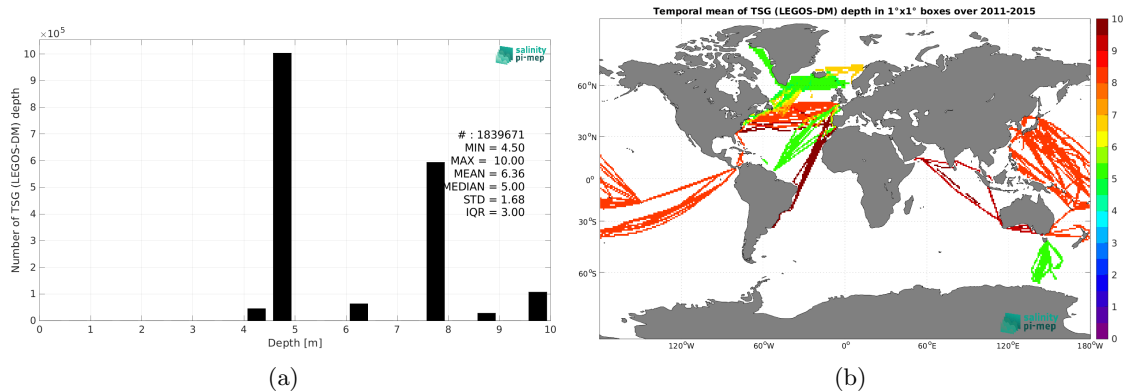 Number of TSG (LEGOS-DM) depth
×10⁵
10
9
8
7
6
5
4
3
2
1
0
0 1 2 3 4 5 6 7 8 9 10
Depth [m]
salinity
pi-mep
# : 1839671
MIN = 4.50
MAX = 10.00
MEAN = 6.36
MEDIAN = 5.00
STD = 1.68
IQR = 3.00
(a)
Temporal mean of TSG (LEGOS-DM) depth in 1°x1° boxes over 2011-2015
60°N
30°N
0°
30°S
60°S
120°W 60°W 0° 60°E 120°E 180°W
salinity
pi-mep
10
9
8
7
6
5
4
3
2
1
0
(b)